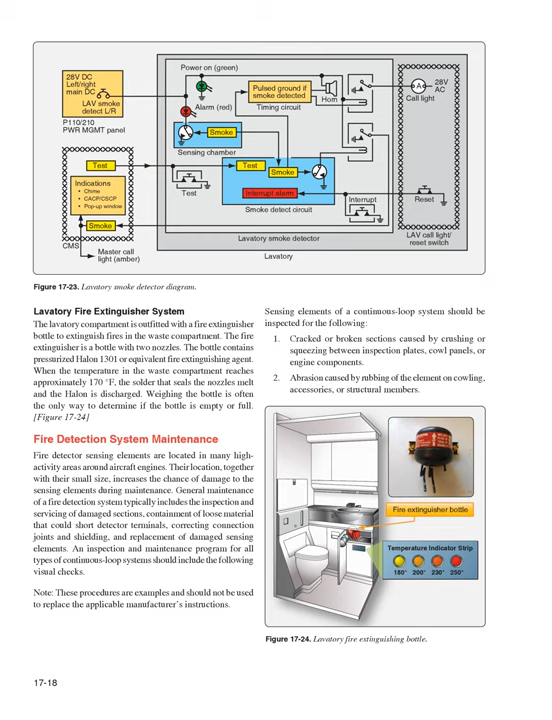 28V DC
Left/right
main DC
LAV smoke
detect L/R
P110/210
PWR MGMT panel
Test
Indications
• Chime
• CACP/CSCP
• Pop-up window
Smoke
CMS
Master call
light (amber)
Power on (green)
Alarm (red)
Smoke
Sensing chamber
Test
Pulsed ground if
smoke detected
Timing circuit
Horn
Test
Smoke
Interrupt alarm
Smoke detect circuit
Interrupt
Lavatory smoke detector
Lavatory
A
28V
AC
Call light
Reset
LAV call light/
reset switch
Figure 17-23. Lavatory smoke detector diagram.
Lavatory Fire Extinguisher System
The lavatory compartment is outfitted with a fire extinguisher
bottle to extinguish fires in the waste compartment. The fire
extinguisher is a bottle with two nozzles. The bottle contains
pressurized Halon 1301 or equivalent fire extinguishing agent.
When the temperature in the waste compartment reaches
approximately 170 °F, the solder that seals the nozzles melt
and the Halon is discharged. Weighing the bottle is often
the only way to determine if the bottle is empty or full.
[Figure 17-24]
Fire Detection System Maintenance
Fire detector sensing elements are located in many high-
activity areas around aircraft engines. Their location, together
with their small size, increases the chance of damage to the
sensing elements during maintenance. General maintenance
of a fire detection system typically includes the inspection and
servicing of damaged sections, containment of loose material
that could short detector terminals, correcting connection
joints and shielding, and replacement of damaged sensing
elements. An inspection and maintenance program for all
types of continuous-loop systems should include the following
visual checks.
Note: These procedures are examples and should not be used
to replace the applicable manufacturer's instructions.
Sensing elements of a continuous-loop system should be
inspected for the following:
1. Cracked or broken sections caused by crushing or
squeezing between inspection plates, cowl panels, or
engine components.
2. Abrasion caused by rubbing of the element on cowling,
accessories, or structural members.
Fire extinguisher bottle
Temperature Indicator Strip
180° 200° 230° 250°
Figure 17-24. Lavatory fire extinguishing bottle.
17-18